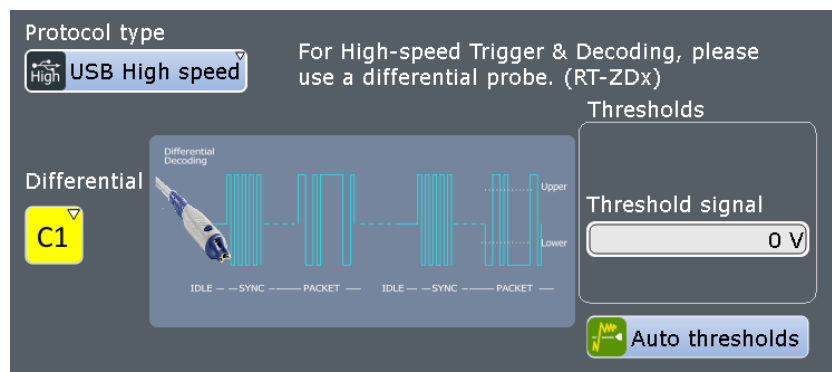 Protocol type
High USB High speed
For High-speed Trigger & Decoding, please
use a differential probe. (RT-ZDx)
Thresholds
Differential
Decoding
Upper
Lower
IDLE — — SYNC — ——— PACKET — IDLE — — SYNC — ——— PACKET —
Differential
C1
Threshold signal
0 V
Auto thresholds